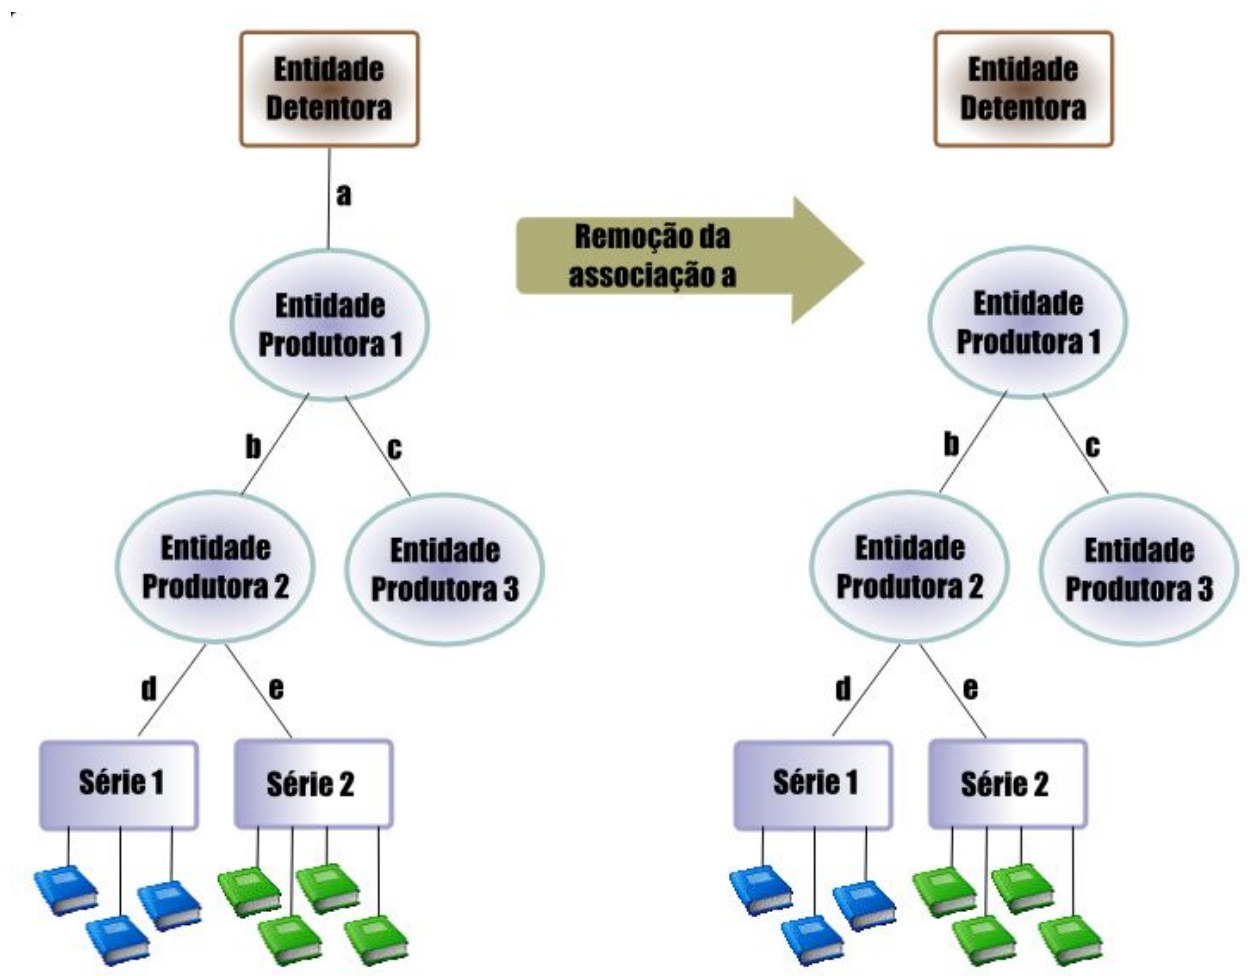 Entidade
Detentora
Entidade
Detentora
a
Remoção da
associação a
Entidade
Produtora 1
Entidade
Produtora 1
b
c
b
c
Entidade
Produtora 2
Entidade
Produtora 3
Entidade
Produtora 2
Entidade
Produtora 3
d
e
d
e
Série 1
Série 2
Série 1
Série 2